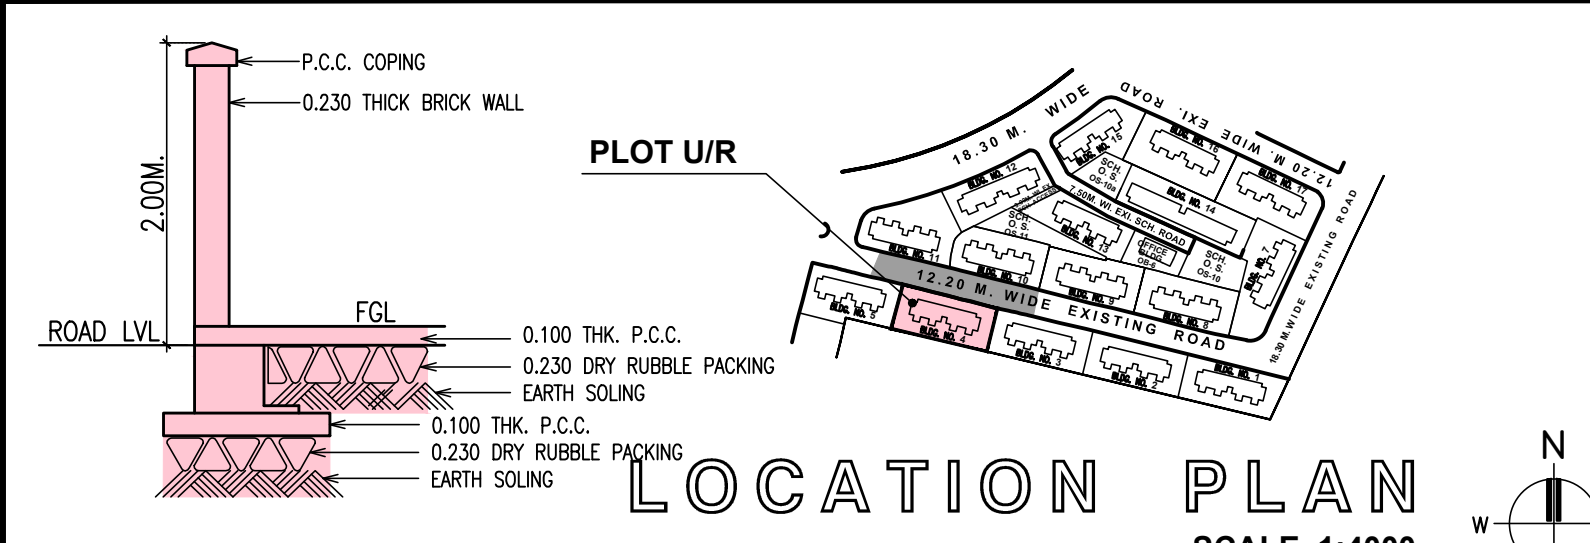 P.C.C. COPING
0.230 THICK BRICK WALL
2.00M.
FGL
ROAD LVL
0.100 THK. P.C.C.
0.230 DRY RUBBLE PACKING
EARTH SOLING
0.100 THK. P.C.C.
0.230 DRY RUBBLE PACKING
EARTH SOLING
PLOT U/R
18.30 M. WIDE
12.20 M. WIDE EXI. ROAD
BLDG. NO. 15
BLDG. NO. 16
BLDG. NO. 17
BLDG. NO. 12
SCH.
O. S.
OS-10a
BLDG. NO. 14
7.50M. WI. EXI. SCH. ROAD
SCH.
O. S.
OS-11
BLDG. NO. 13
OFFICE
BLDG
OB-6
SCH.
O. S.
OS-10
BLDG. NO. 7
18.30 M.WIDE EXISTING ROAD
BLDG. NO. 11
BLDG. NO. 10
BLDG. NO. 9
BLDG. NO. 8
12.20 M. WIDE EXISTING ROAD
BLDG. NO. 5
BLDG. NO. 4
BLDG. NO. 3
BLDG. NO. 2
BLDG. NO. 1
LOCATION PLAN
SCALE 1:4000
N
W